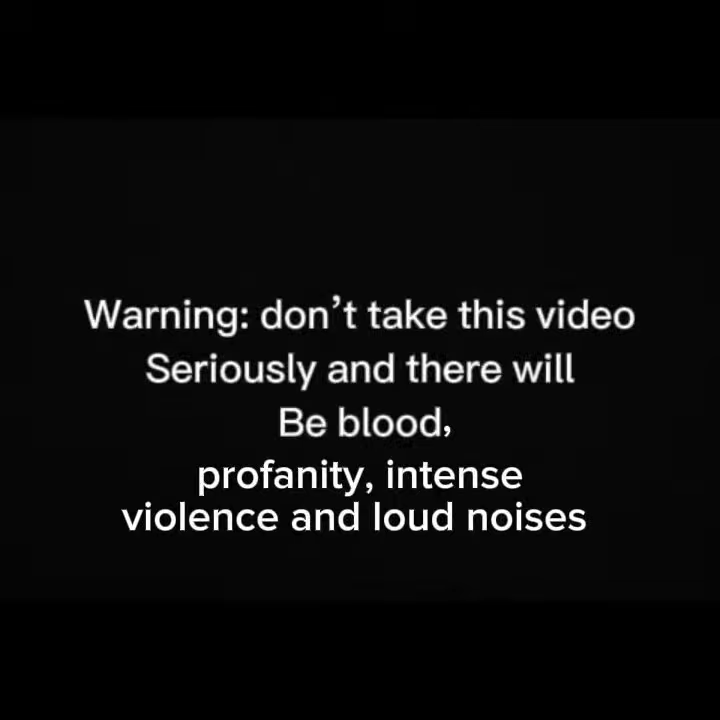 Warning: don’t take this video
Seriously and there will
Be blood,
profanity, intense
violence and loud noises